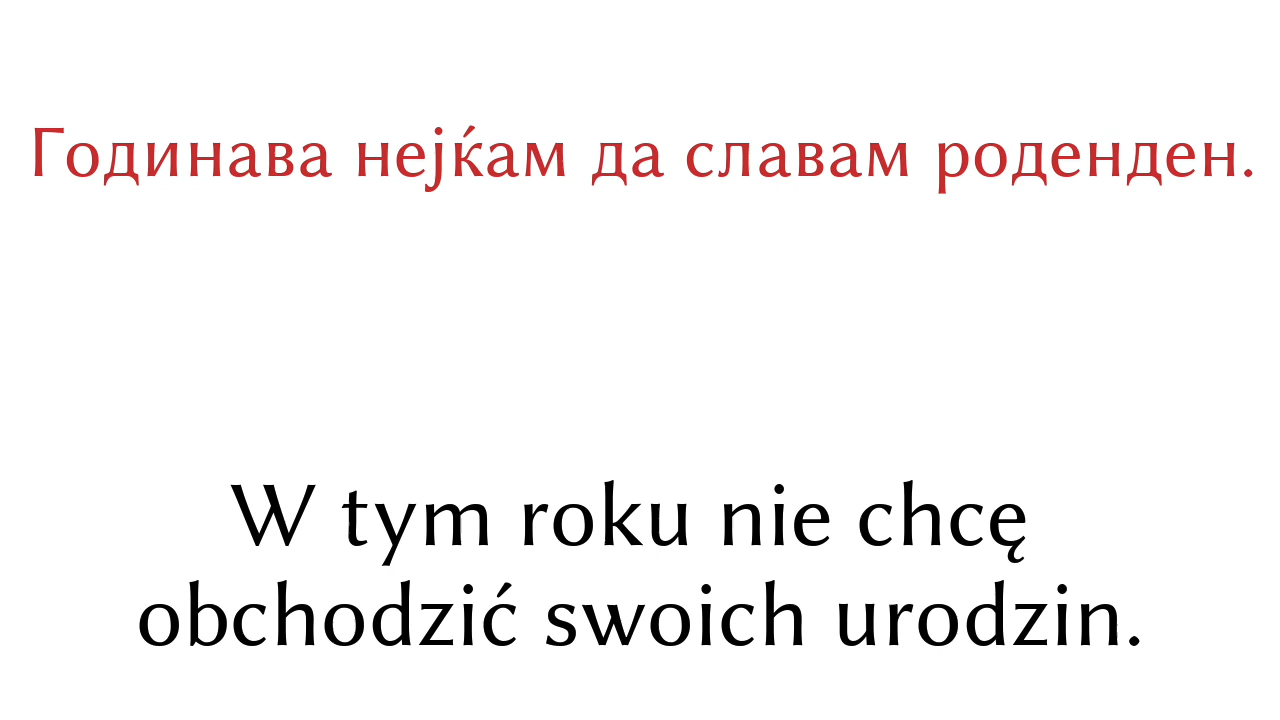 Годинава нејќам да славам роденден.
W tym roku nie chcę
obchodzić swoich urodzin.